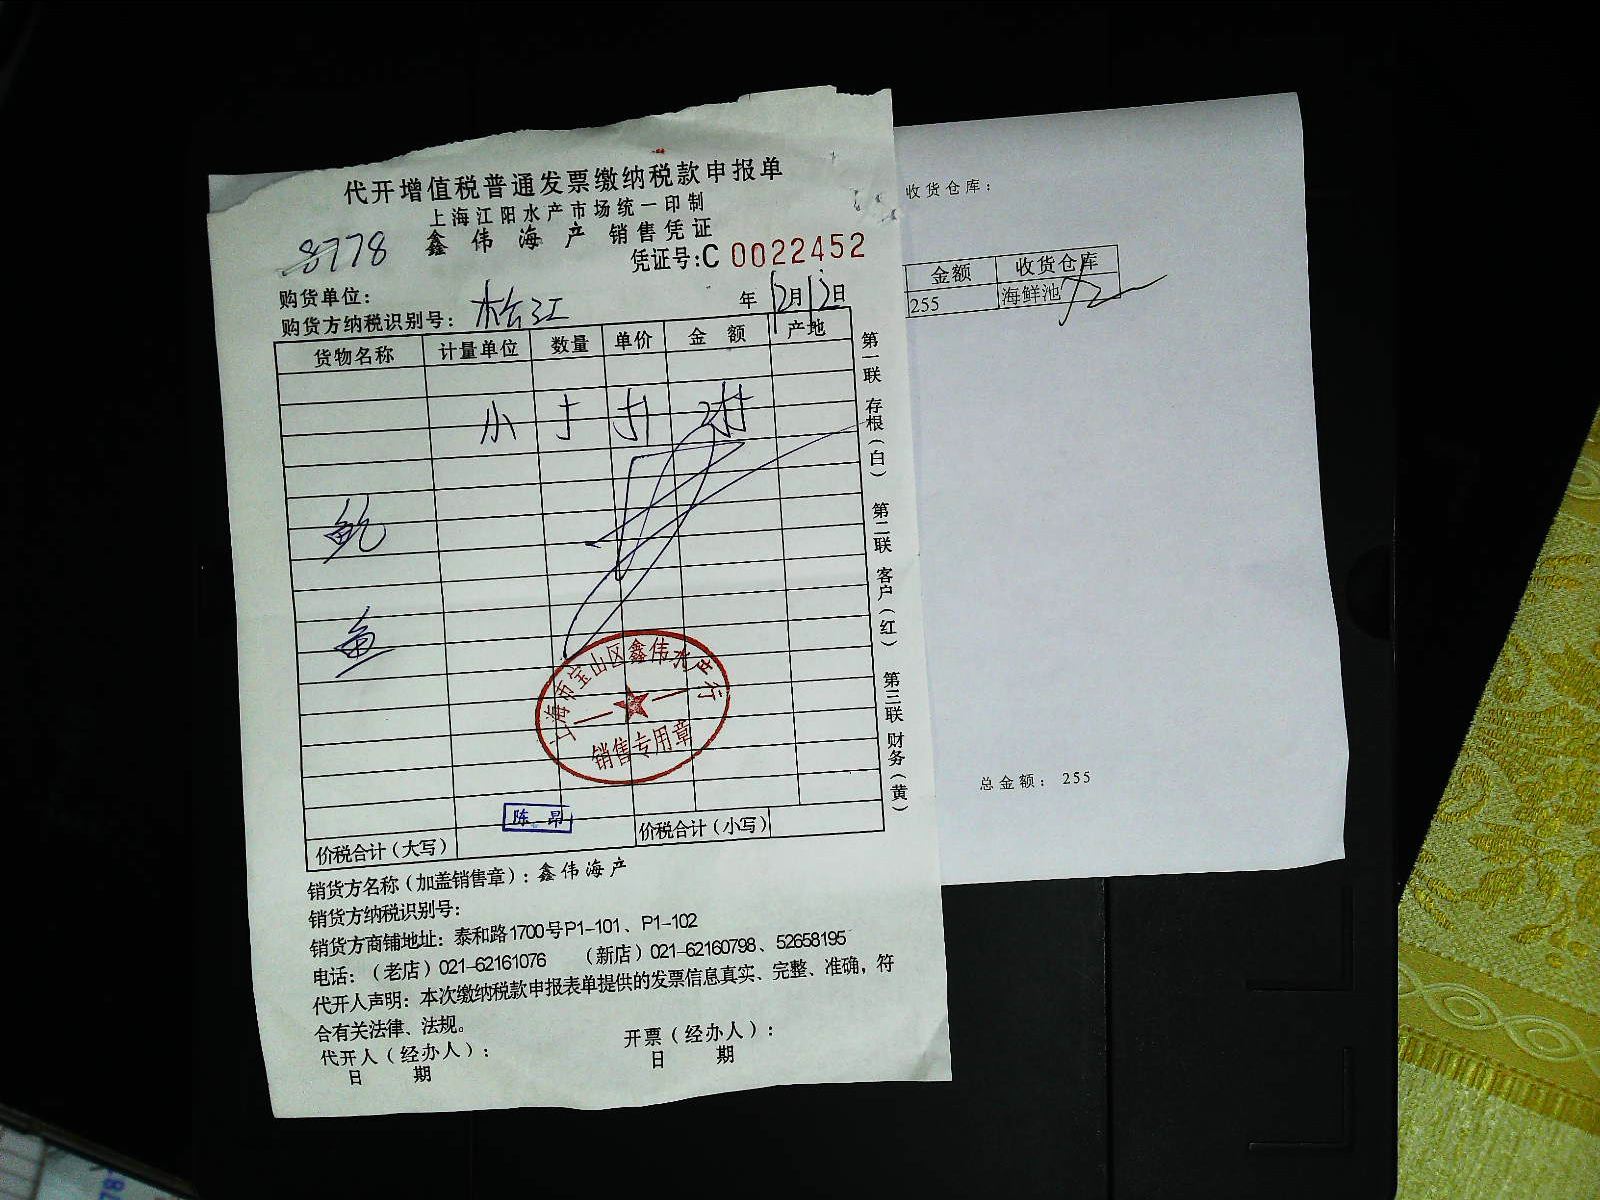 代开增值税普通发票缴纳税款申报单
上海江阳水产市场统一印制
鑫伟海产 销售凭证
8778
凭证号:C 0022452
购货单位:
购货方纳税识别号: 松江
年 12月12日
货物名称 计量单位 数量 单价 金额 产地
鲍
鱼
第一联 存根(白) 第二联 客户(红) 第三联 财务(黄)
上海市宝山区鑫伟水产行
销售专用章
陈昂
价税合计(大写) 价税合计(小写)
销货方名称(加盖销售章): 鑫伟海产
销货方纳税识别号:
销货方商铺地址: 泰和路1700号P1-101、P1-102
电话: (老店)021-62161076 (新店)021-62160798、52658195
代开人声明: 本次缴纳税款申报表单提供的发票信息真实、完整、准确,符
合有关法律、法规。
代开人(经办人): 开票(经办人):
日期 日期
收货仓库:
金额 收货仓库
255 海鲜池
总金额: 255